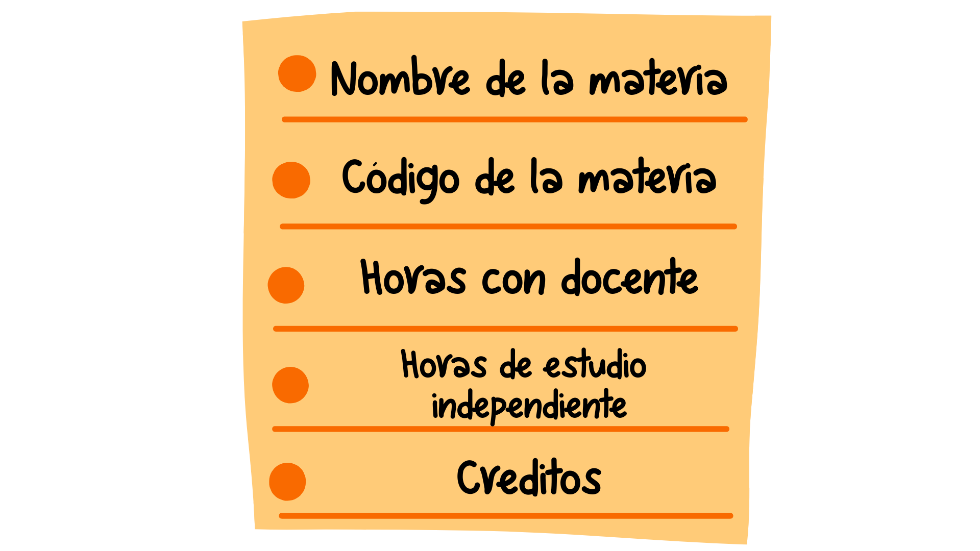 Nombre de la materia
Código de la materia
Horas con docente
Horas de estudio
independiente
Creditos